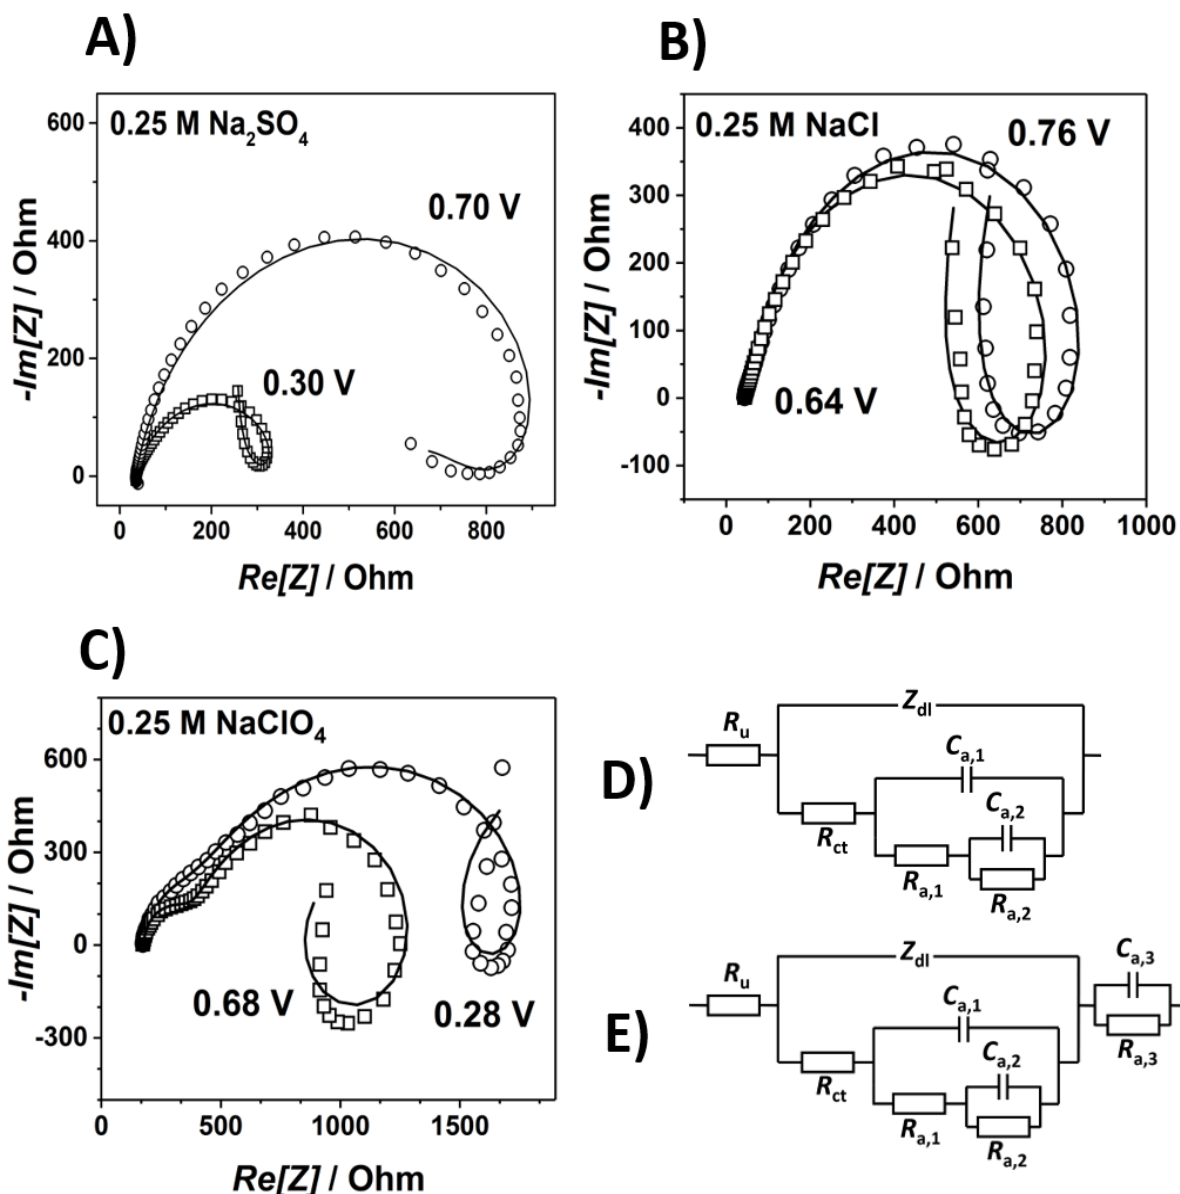 A)
0.25 M Na₂SO₄
0.70 V
0.30 V
600
400
200
0
-Im[Z] / Ohm
0 200 400 600 800
Re[Z] / Ohm
B)
0.25 M NaCl
0.76 V
0.64 V
400
300
200
100
0
-100
-Im[Z] / Ohm
0 200 400 600 800 1000
Re[Z] / Ohm
C)
0.25 M NaClO₄
0.68 V
0.28 V
600
300
0
-300
-Im[Z] / Ohm
0 500 1000 1500
Re[Z] / Ohm
D)
Zdl
Ru
Ca,1
Ca,2
Rct
Ra,1
Ra,2
E)
Zdl
Ca,3
Ru
Ca,1
Ra,3
Ca,2
Rct
Ra,1
Ra,2